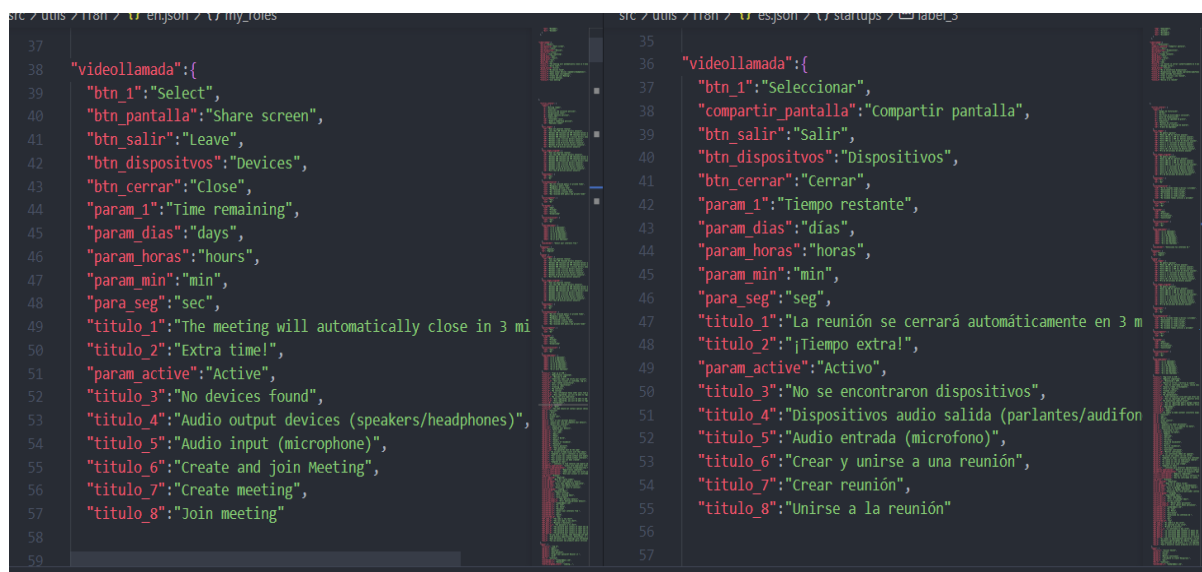 src > utils > i18n > {} en.json > {} my_roles
37
38 "videollamada":{
39 "btn_1":"Select",
40 "btn_pantalla":"Share screen",
41 "btn_salir":"Leave",
42 "btn_dispositvos":"Devices",
43 "btn_cerrar":"Close",
44 "param_1":"Time remaining",
45 "param_dias":"days",
46 "param_horas":"hours",
47 "param_min":"min",
48 "para_seg":"sec",
49 "titulo_1":"The meeting will automatically close in 3 mi
50 "titulo_2":"Extra time!",
51 "param_active":"Active",
52 "titulo_3":"No devices found",
53 "titulo_4":"Audio output devices (speakers/headphones)",
54 "titulo_5":"Audio input (microphone)",
55 "titulo_6":"Create and join Meeting",
56 "titulo_7":"Create meeting",
57 "titulo_8":"Join meeting"
58
59
src > utils > i18n > {} es.json > {} startups > label_3
35
36 "videollamada":{
37 "btn_1":"Seleccionar",
38 "compartir_pantalla":"Compartir pantalla",
39 "btn_salir":"Salir",
40 "btn_dispositvos":"Dispositivos",
41 "btn_cerrar":"Cerrar",
42 "param_1":"Tiempo restante",
43 "param_dias":"días",
44 "param_horas":"horas",
45 "param_min":"min",
46 "para_seg":"seg",
47 "titulo_1":"La reunión se cerrará automáticamente en 3 m
48 "titulo_2":"¡Tiempo extra!",
49 "param_active":"Activo",
50 "titulo_3":"No se encontraron dispositivos",
51 "titulo_4":"Dispositivos audio salida (parlantes/audifon
52 "titulo_5":"Audio entrada (microfono)",
53 "titulo_6":"Crear y unirse a una reunión",
54 "titulo_7":"Crear reunión",
55 "titulo_8":"Unirse a la reunión"
56
57